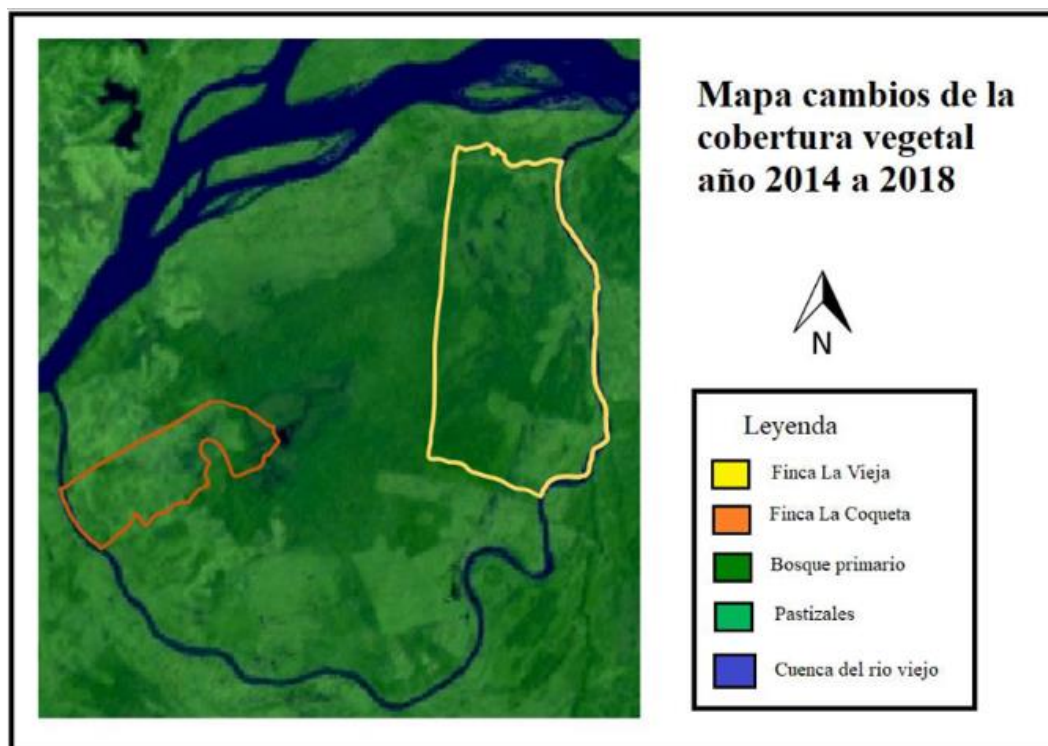 Mapa cambios de la
cobertura vegetal
año 2014 a 2018
N
Leyenda
Finca La Vieja
Finca La Coqueta
Bosque primario
Pastizales
Cuenca del rio viejo